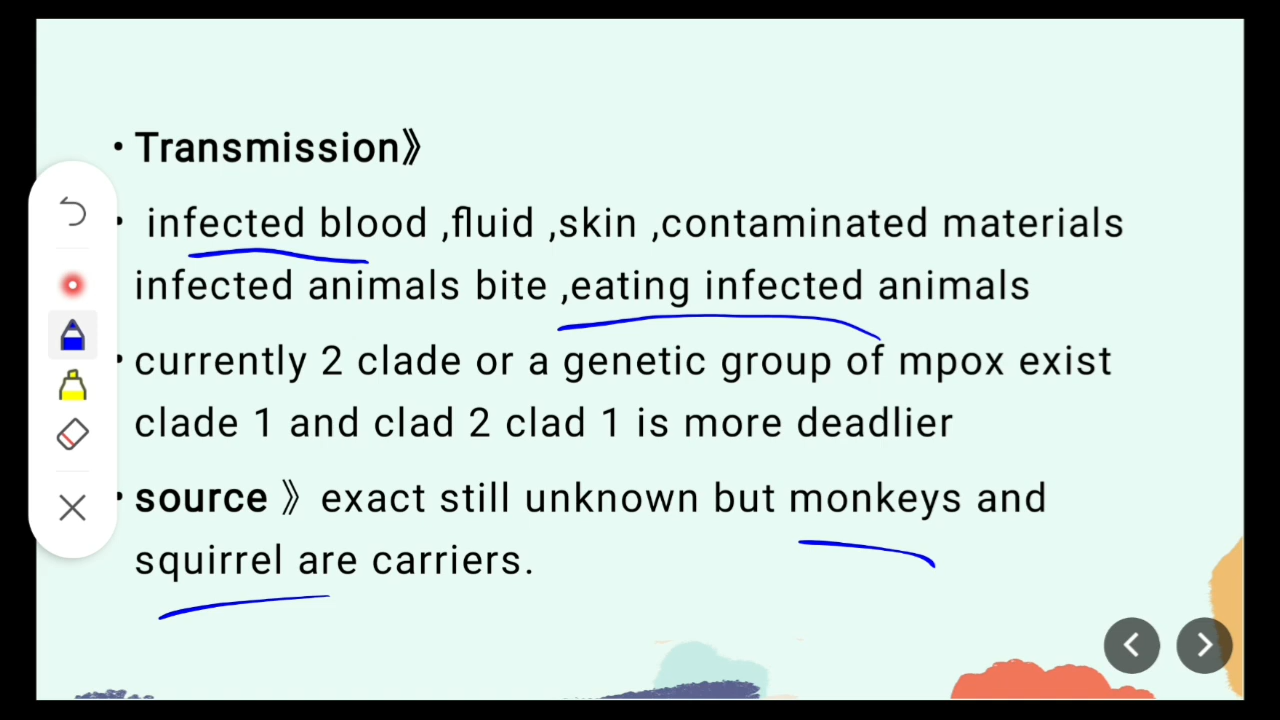 • Transmission》
• infected blood ,fluid ,skin ,contaminated materials
infected animals bite ,eating infected animals
• currently 2 clade or a genetic group of mpox exist
clade 1 and clad 2 clad 1 is more deadlier
• source 》 exact still unknown but monkeys and
squirrel are carriers.